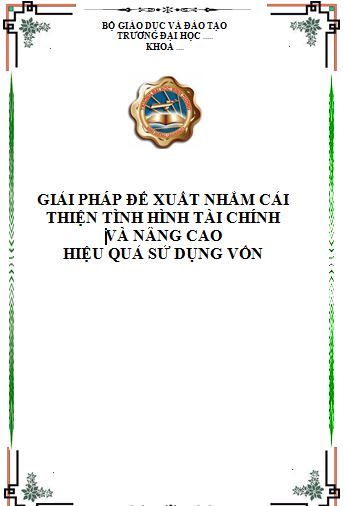 BỘ GIÁO DỤC VÀ ĐÀO TẠO
TRƯỜNG ĐẠI HỌC .....
KHOA ....
GIẢI PHÁP ĐỀ XUẤT NHẰM CẢI
THIỆN TÌNH HÌNH TÀI CHÍNH
VÀ NÂNG CAO
HIỆU QUẢ SỬ DỤNG VỐN